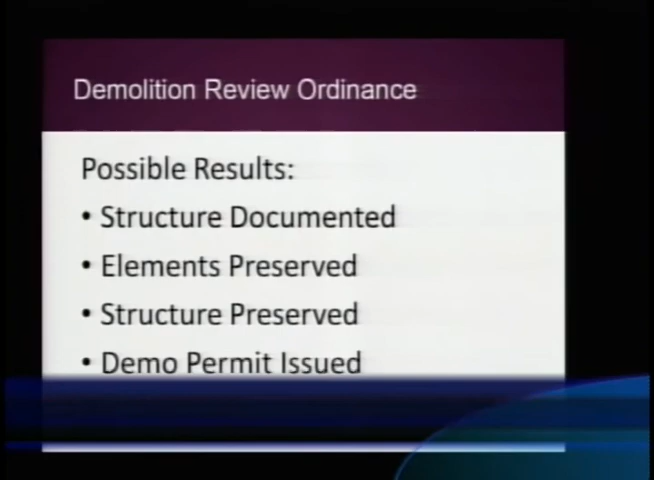 Demolition Review Ordinance
Possible Results:
• Structure Documented
• Elements Preserved
• Structure Preserved
• Demo Permit Issued